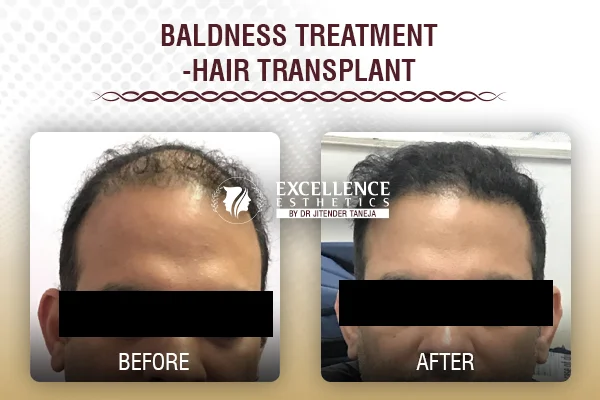 BALDNESS TREATMENT
-HAIR TRANSPLANT
EXCELLENCE
ESTHETICS
BY DR JITENDER TANEJA
BEFORE
AFTER